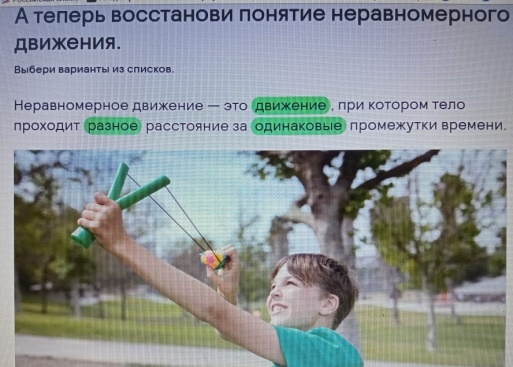 А теперь восстанови понятие неравномерного
движения.
Выбери варианты из списков.
Неравномерное движение — это движение, при котором тело
проходит разное расстояние за одинаковые промежутки времени.